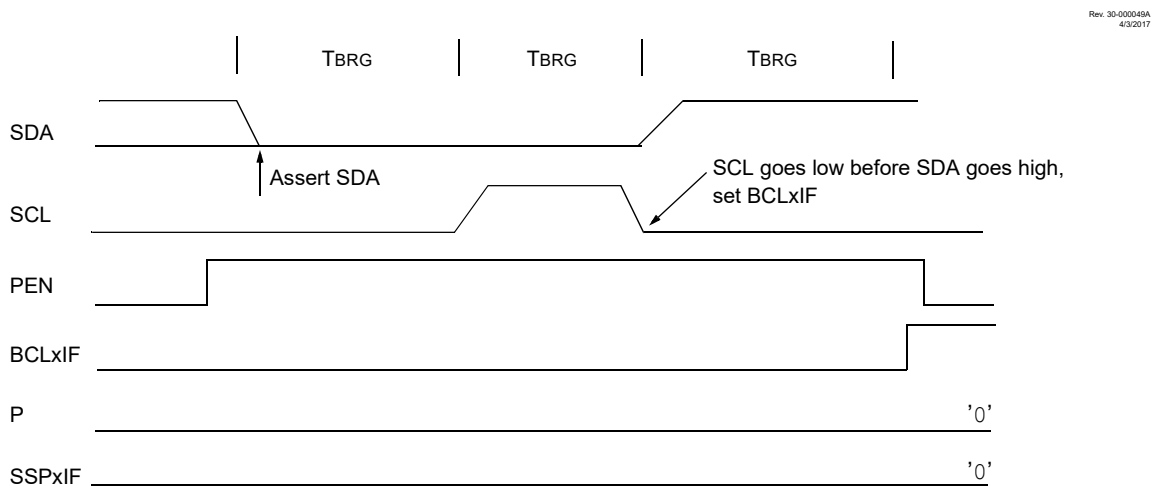 Rev. 30-000049A
4/3/2017
TBRG TBRG TBRG
SDA
Assert SDA
SCL goes low before SDA goes high,
set BCLxIF
SCL
PEN
BCLxIF
P '0'
SSPxIF '0'